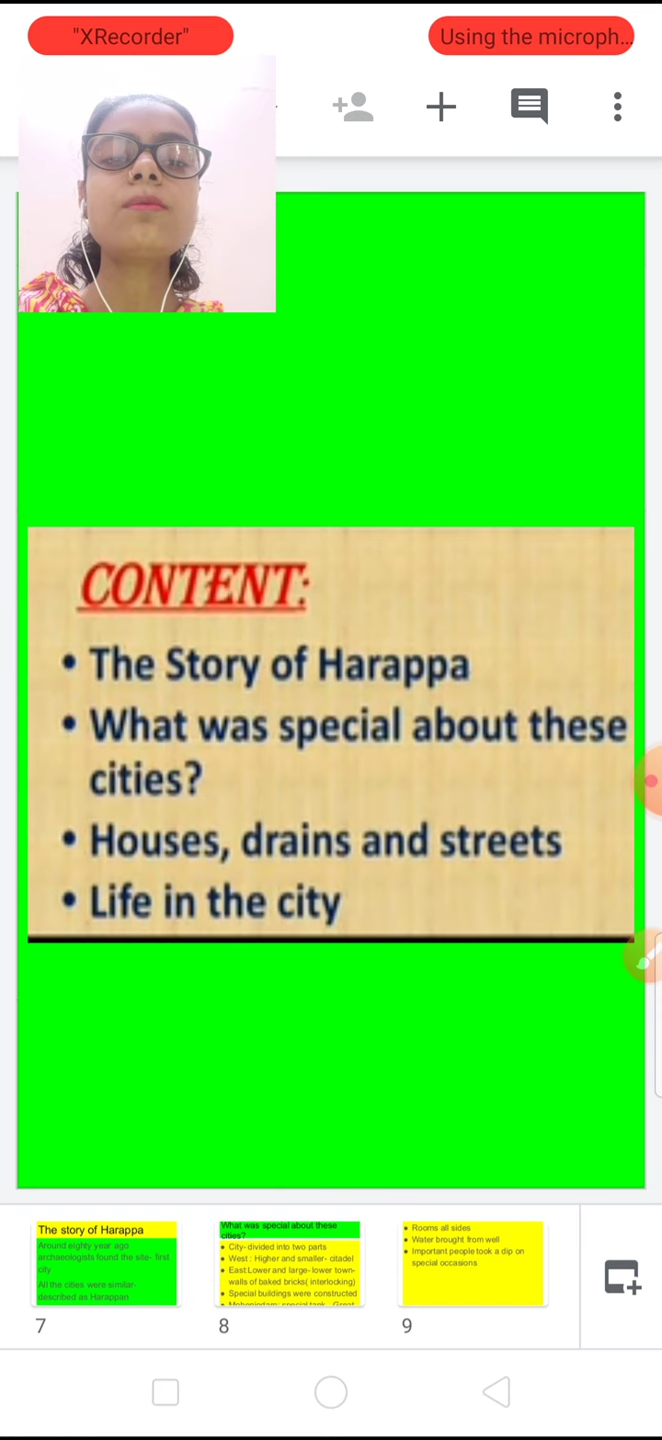 "XRecorder"
Using the microph...
CONTENT:
• The Story of Harappa
• What was special about these
cities?
• Houses, drains and streets
• Life in the city
The story of Harappa
Around eighty year ago
archaeologists found the site- first
city
All the cities were similar-
described as Harappan
What was special about these
cities?
• City- divided into two parts
• West : Higher and smaller- citadel
• East Lower and large- lower town-
walls of baked bricks( interlocking)
• Special buildings were constructed
• Rooms all sides
• Water brought from well
• Important people took a dip on
special occasions
7
8
9